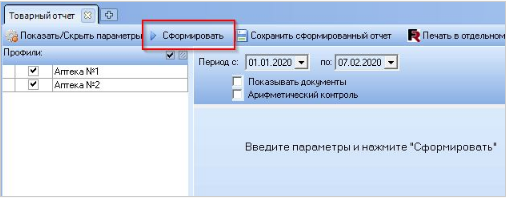 Товарный отчет
Показать/Скрыть параметры Сформировать Сохранить сформированный отчет Печать в отдельном
Профили:
Аптека №1
Аптека №2
Период с: 01.01.2020 по: 07.02.2020
Показывать документы
Арифметический контроль
Введите параметры и нажмите "Сформировать"